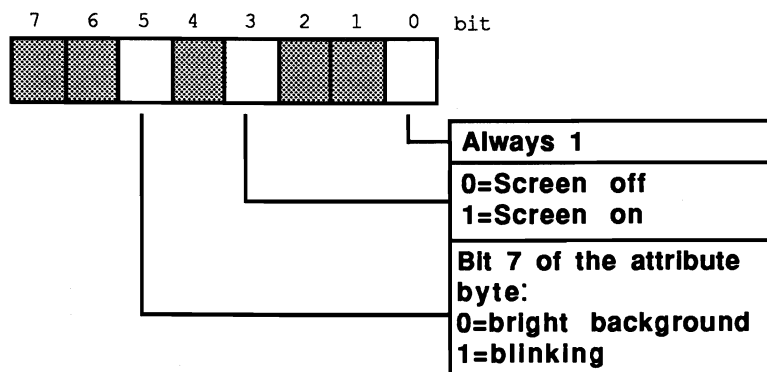 7 6 5 4 3 2 1 0 bit
Always 1
0=Screen off
1=Screen on
Bit 7 of the attribute
byte:
0=bright background
1=blinking